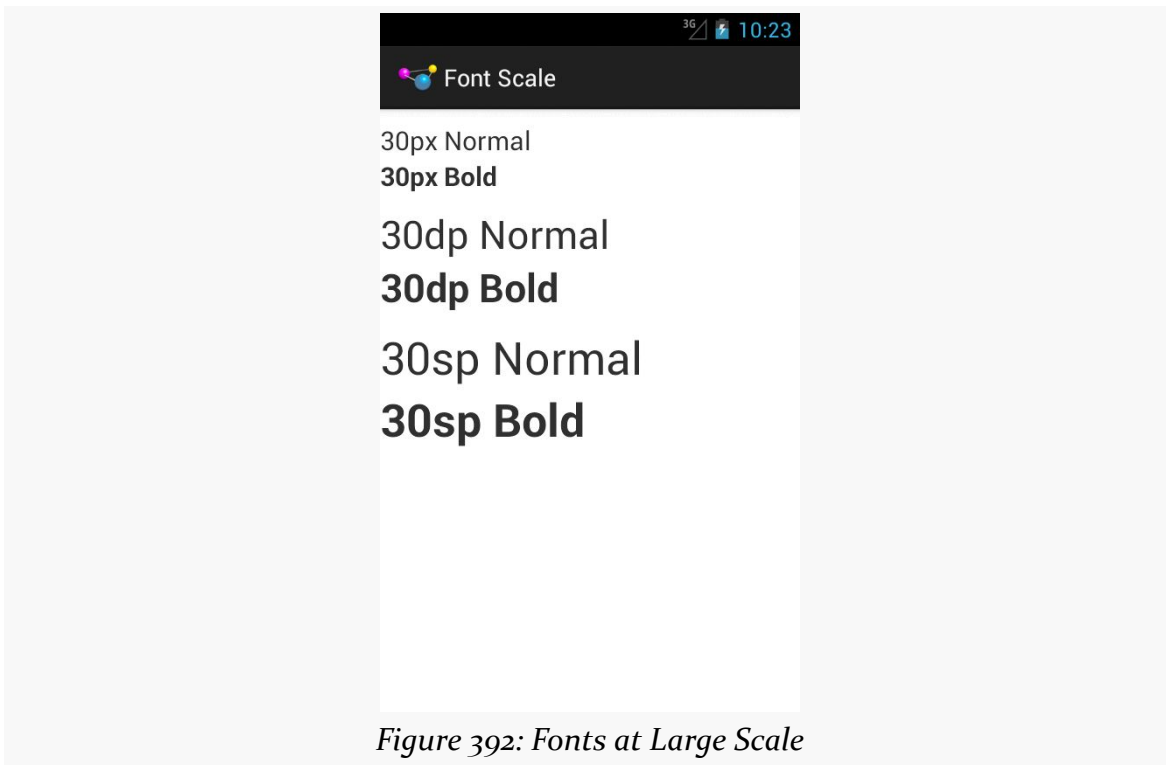 3G 10:23
Font Scale
30px Normal
30px Bold
30dp Normal
30dp Bold
30sp Normal
30sp Bold
Figure 392: Fonts at Large Scale